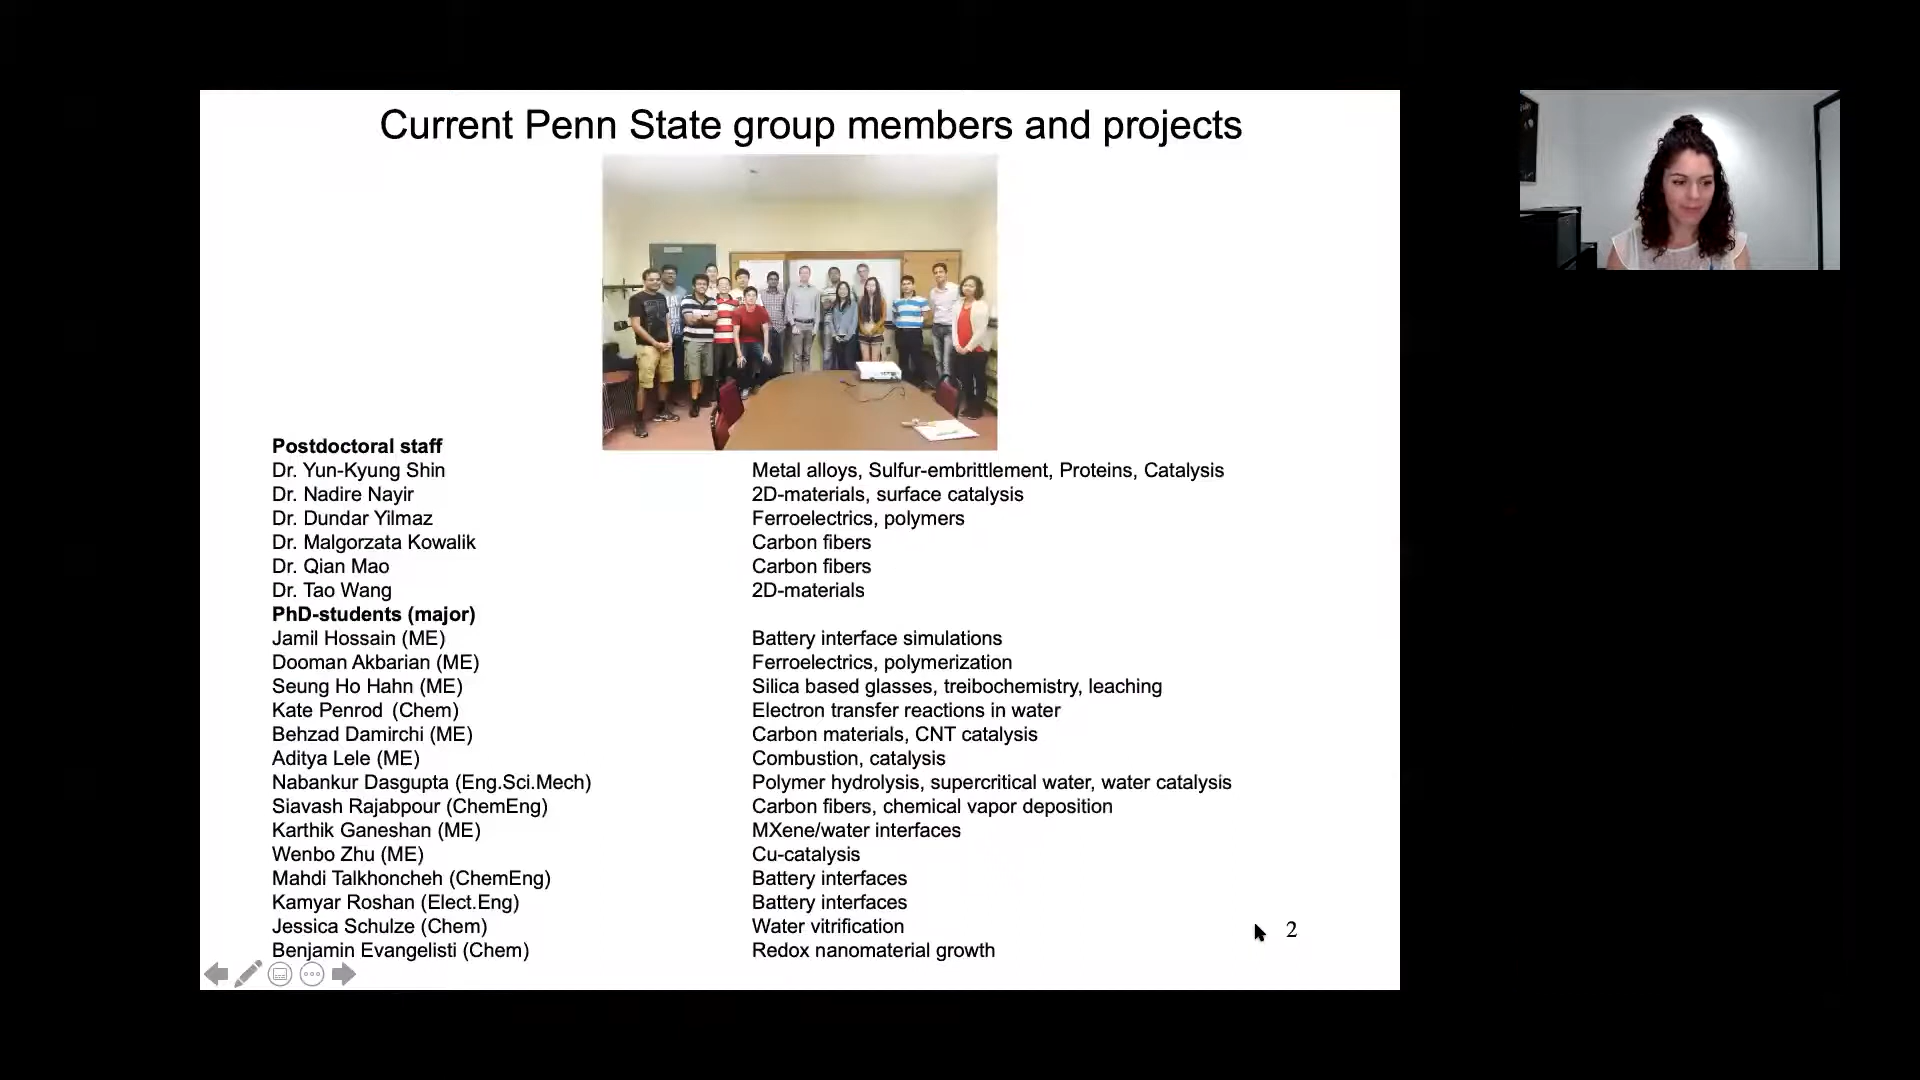 Current Penn State group members and projects
Postdoctoral staff
Dr. Yun-Kyung Shin Metal alloys, Sulfur-embrittlement, Proteins, Catalysis
Dr. Nadire Nayir 2D-materials, surface catalysis
Dr. Dundar Yilmaz Ferroelectrics, polymers
Dr. Malgorzata Kowalik Carbon fibers
Dr. Qian Mao Carbon fibers
Dr. Tao Wang 2D-materials
PhD-students (major)
Jamil Hossain (ME) Battery interface simulations
Dooman Akbarian (ME) Ferroelectrics, polymerization
Seung Ho Hahn (ME) Silica based glasses, treibochemistry, leaching
Kate Penrod (Chem) Electron transfer reactions in water
Behzad Damirchi (ME) Carbon materials, CNT catalysis
Aditya Lele (ME) Combustion, catalysis
Nabankur Dasgupta (Eng.Sci.Mech) Polymer hydrolysis, supercritical water, water catalysis
Siavash Rajabpour (ChemEng) Carbon fibers, chemical vapor deposition
Karthik Ganeshan (ME) MXene/water interfaces
Wenbo Zhu (ME) Cu-catalysis
Mahdi Talkhoncheh (ChemEng) Battery interfaces
Kamyar Roshan (Elect.Eng) Battery interfaces
Jessica Schulze (Chem) Water vitrification
Benjamin Evangelisti (Chem) Redox nanomaterial growth
2